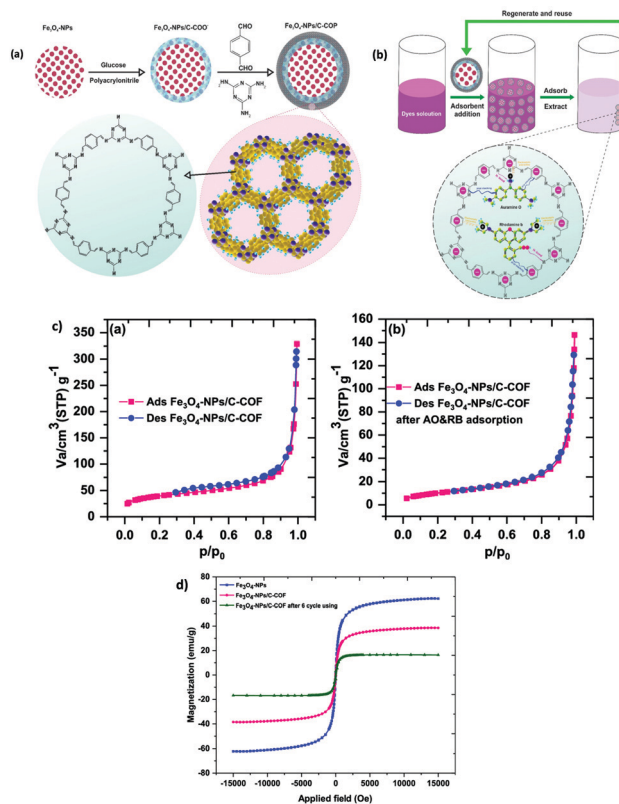 (a)
Fe₃O₄-NPs
Fe₃O₄-NPs/C-COO⁻
Fe₃O₄-NPs/C-COP
Glucose
Polyacrylonitrile
CHO
CHO
NH₂
(b)
Regenerate and reuse
Dyes soloution
Adsorbent
addition
Adsorb
Extract
Auramine O
Rhodamine b
c)
(a)
Va/cm³(STP) g⁻¹
350
300
250
200
150
100
50
0
Ads Fe₃O₄-NPs/C-COF
Des Fe₃O₄-NPs/C-COF
0.0 0.2 0.4 0.6 0.8 1.0
p/p₀
(b)
Va/cm³(STP) g⁻¹
160
140
120
100
80
60
40
20
0
Ads Fe₃O₄-NPs/C-COF
Des Fe₃O₄-NPs/C-COF
after AO&RB adsorption
0.0 0.2 0.4 0.6 0.8 1.0
p/p₀
d
Magnetization (emu/g)
80
60
40
20
0
-20
-40
-60
-80
Fe₃O₄-NPs
Fe₃O₄-NPs/C-COF
Fe₃O₄-NPs/C-COF after 6 cycle using
-15000 -10000 -5000 0 5000 10000 15000
Applied field (Oe)